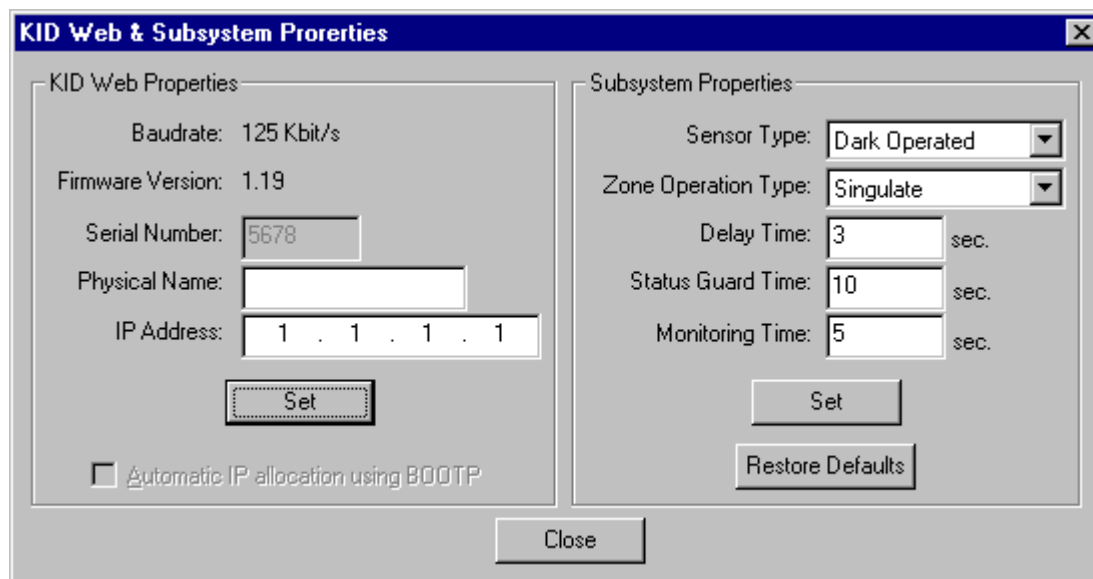 KID Web & Subsystem Prorerties
KID Web Properties
Baudrate: 125 Kbit/s
Firmware Version: 1.19
Serial Number: 5678
Physical Name:
IP Address: 1 . 1 . 1 . 1
Set
Automatic IP allocation using BOOTP
Subsystem Properties
Sensor Type: Dark Operated
Zone Operation Type: Singulate
Delay Time: 3 sec.
Status Guard Time: 10 sec.
Monitoring Time: 5 sec.
Set
Restore Defaults
Close